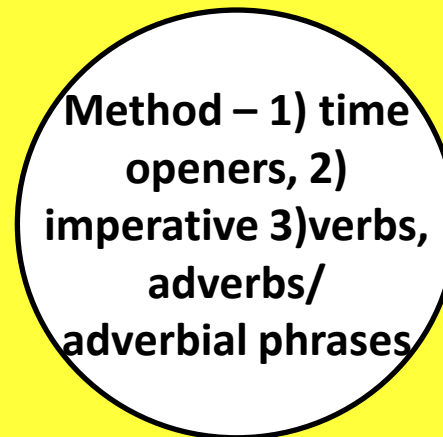 Method – 1) time
openers, 2)
imperative 3)verbs,
adverbs/
adverbial phrases